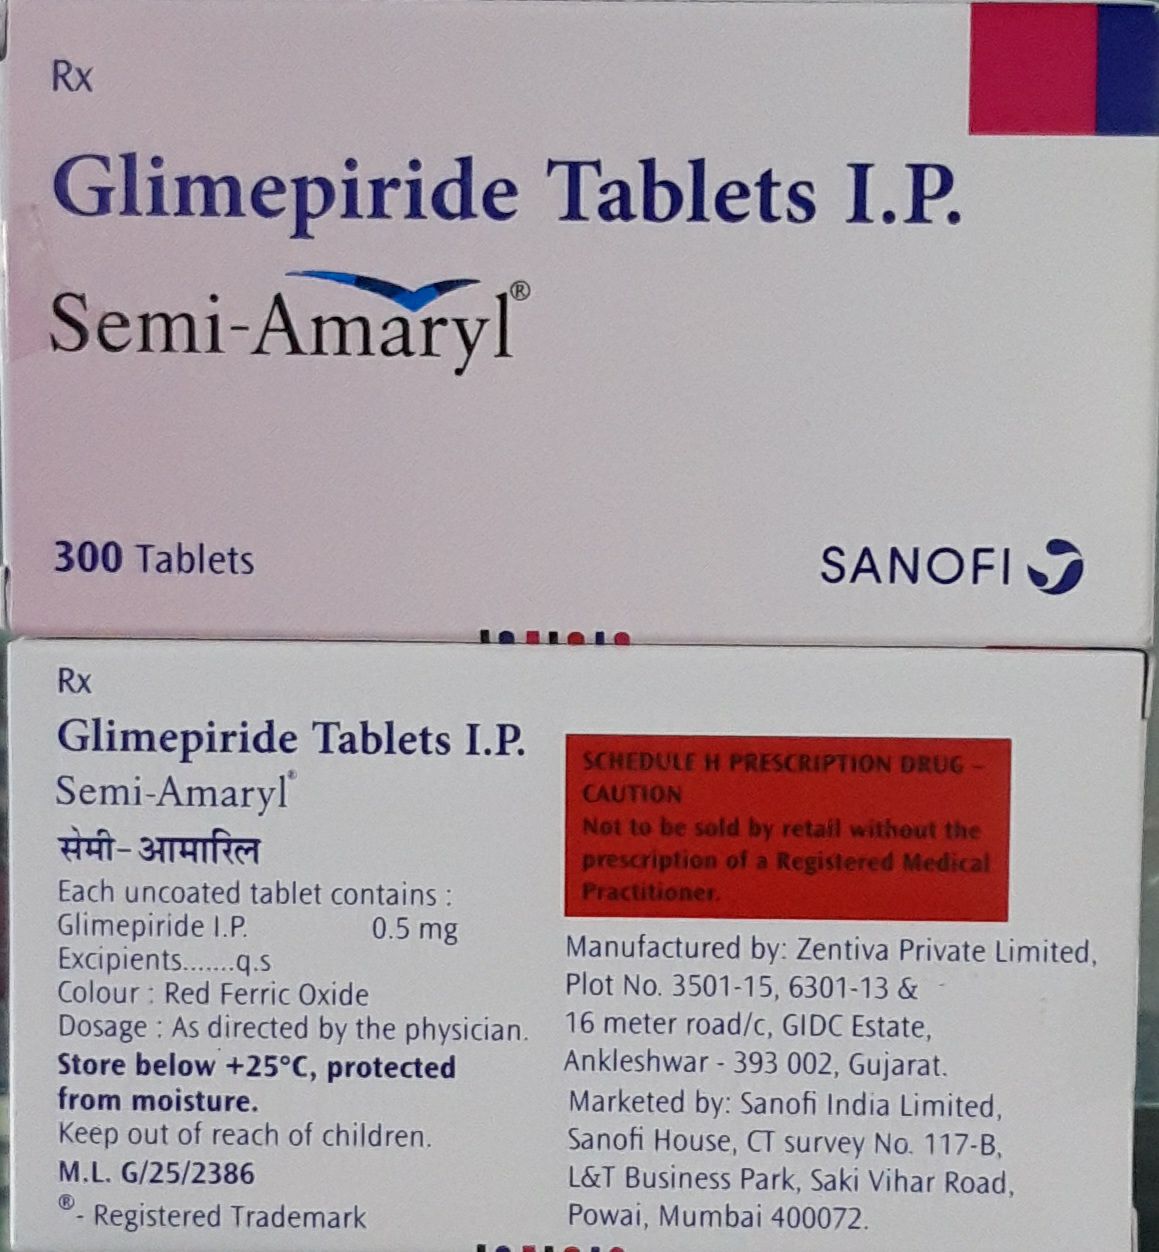 Rx
Glimepiride Tablets I.P.
Semi-Amaryl®
300 Tablets
SANOFI
Rx
Glimepiride Tablets I.P.
Semi-Amaryl®
सेमी-आमारिल
Each uncoated tablet contains :
Glimepiride I.P. 0.5 mg
Excipients.......q.s
Colour : Red Ferric Oxide
Dosage : As directed by the physician.
Store below +25°C, protected
from moisture.
Keep out of reach of children.
M.L. G/25/2386
®- Registered Trademark
SCHEDULE H PRESCRIPTION DRUG –
CAUTION
Not to be sold by retail without the
prescription of a Registered Medical
Practitioner.
Manufactured by: Zentiva Private Limited,
Plot No. 3501-15, 6301-13 &
16 meter road/c, GIDC Estate,
Ankleshwar - 393 002, Gujarat.
Marketed by: Sanofi India Limited,
Sanofi House, CT survey No. 117-B,
L&T Business Park, Saki Vihar Road,
Powai, Mumbai 400072.